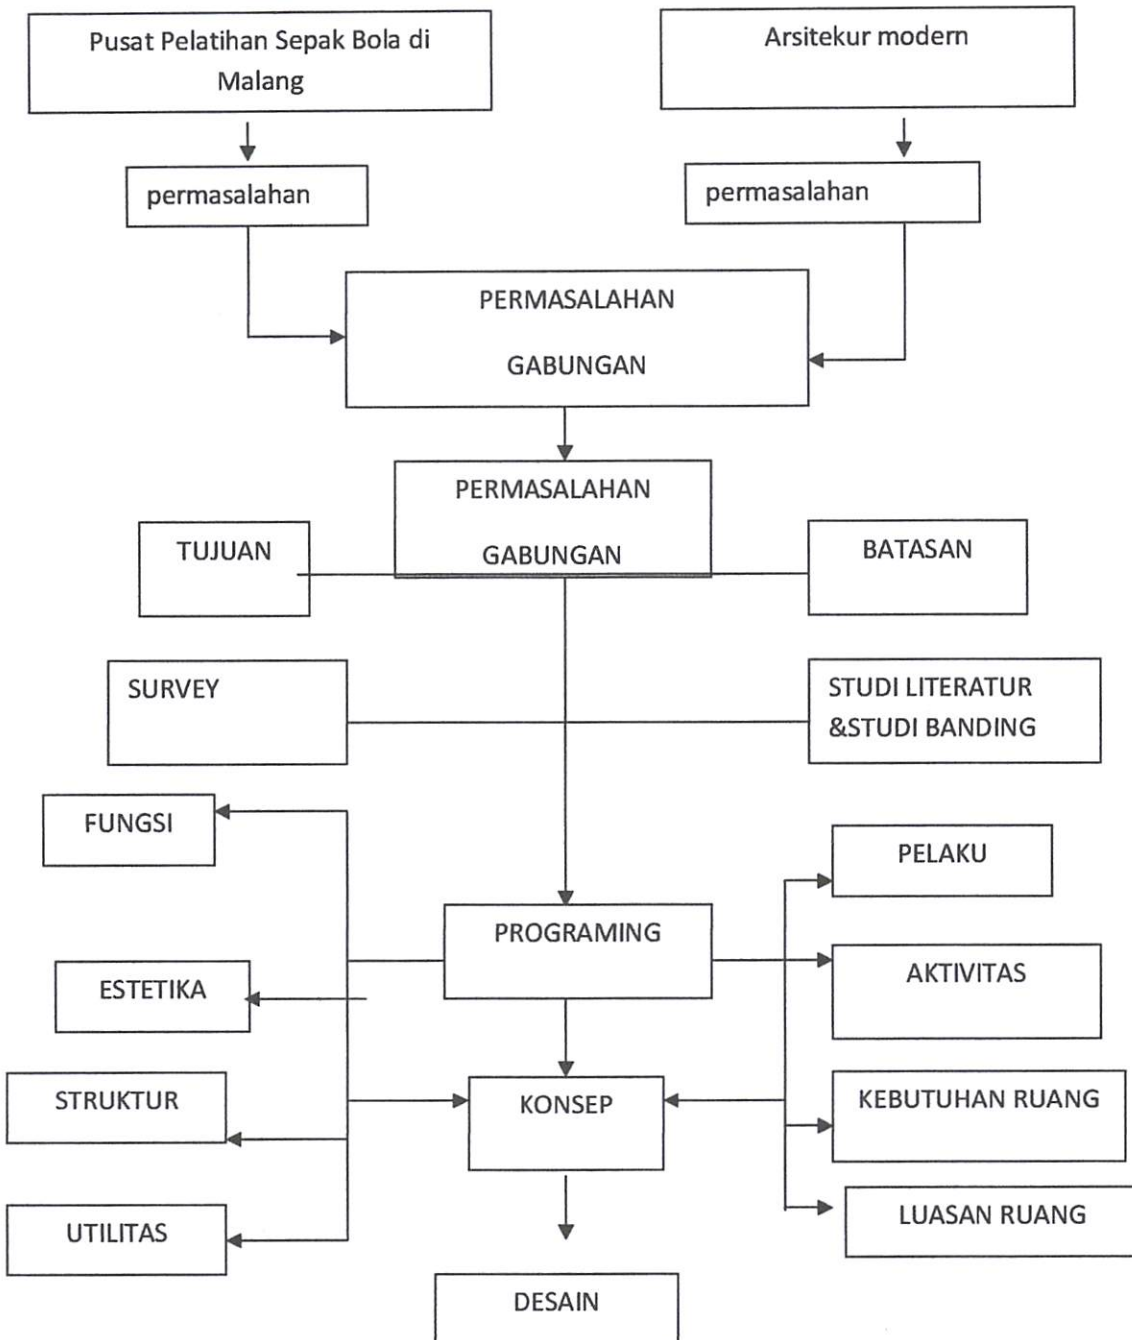 Pusat Pelatihan Sepak Bola di
Malang
Arsitekur modern
permasalahan
permasalahan
PERMASALAHAN
GABUNGAN
PERMASALAHAN
GABUNGAN
TUJUAN
BATASAN
SURVEY
STUDI LITERATUR
&STUDI BANDING
FUNGSI
PELAKU
PROGRAMING
ESTETIKA
AKTIVITAS
STRUKTUR
KONSEP
KEBUTUHAN RUANG
UTILITAS
LUASAN RUANG
DESAIN